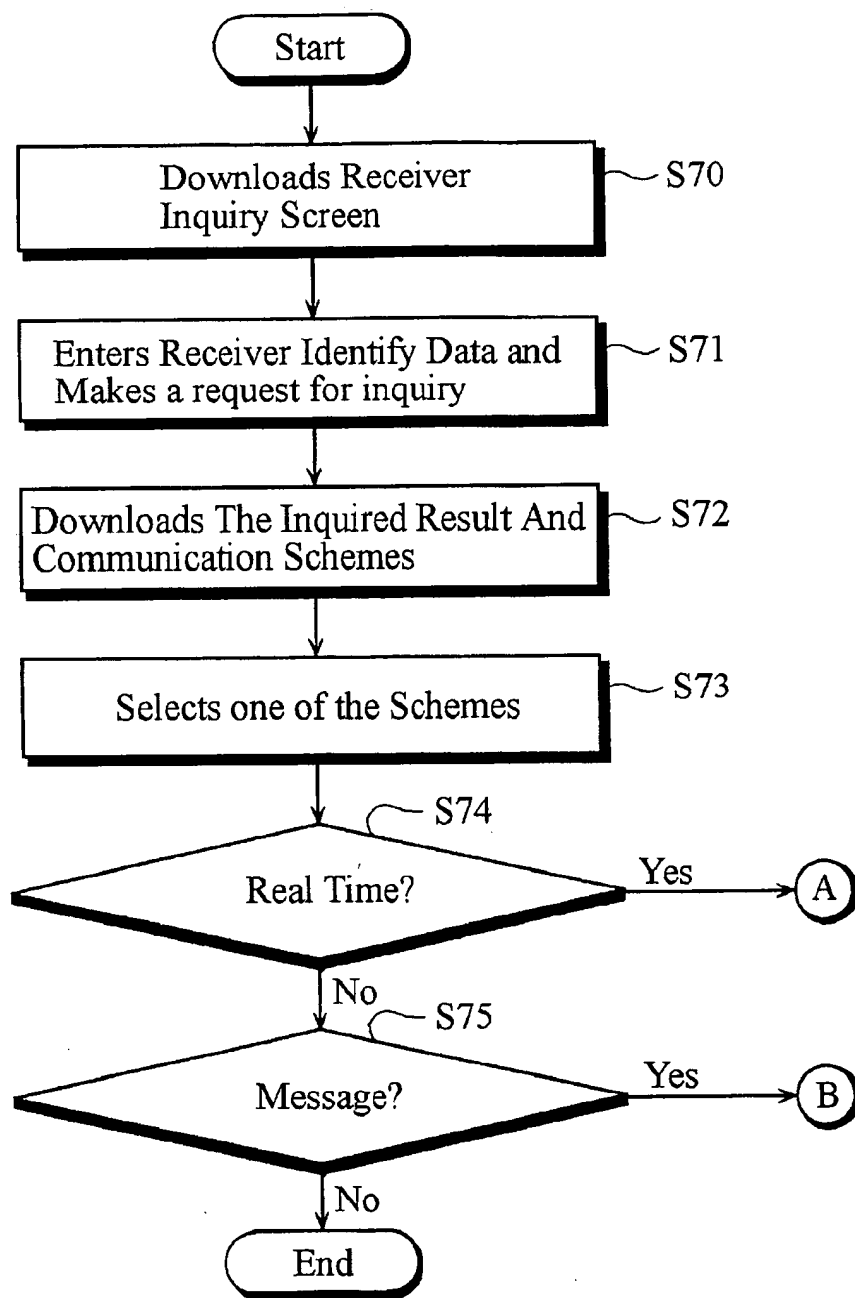 Start
Downloads Receiver
Inquiry Screen
S70
Enters Receiver Identify Data and
Makes a request for inquiry
S71
Downloads The Inquired Result And
Communication Schemes
S72
Selects one of the Schemes
S73
S74
Real Time?
Yes
A
No
S75
Message?
Yes
B
No
End